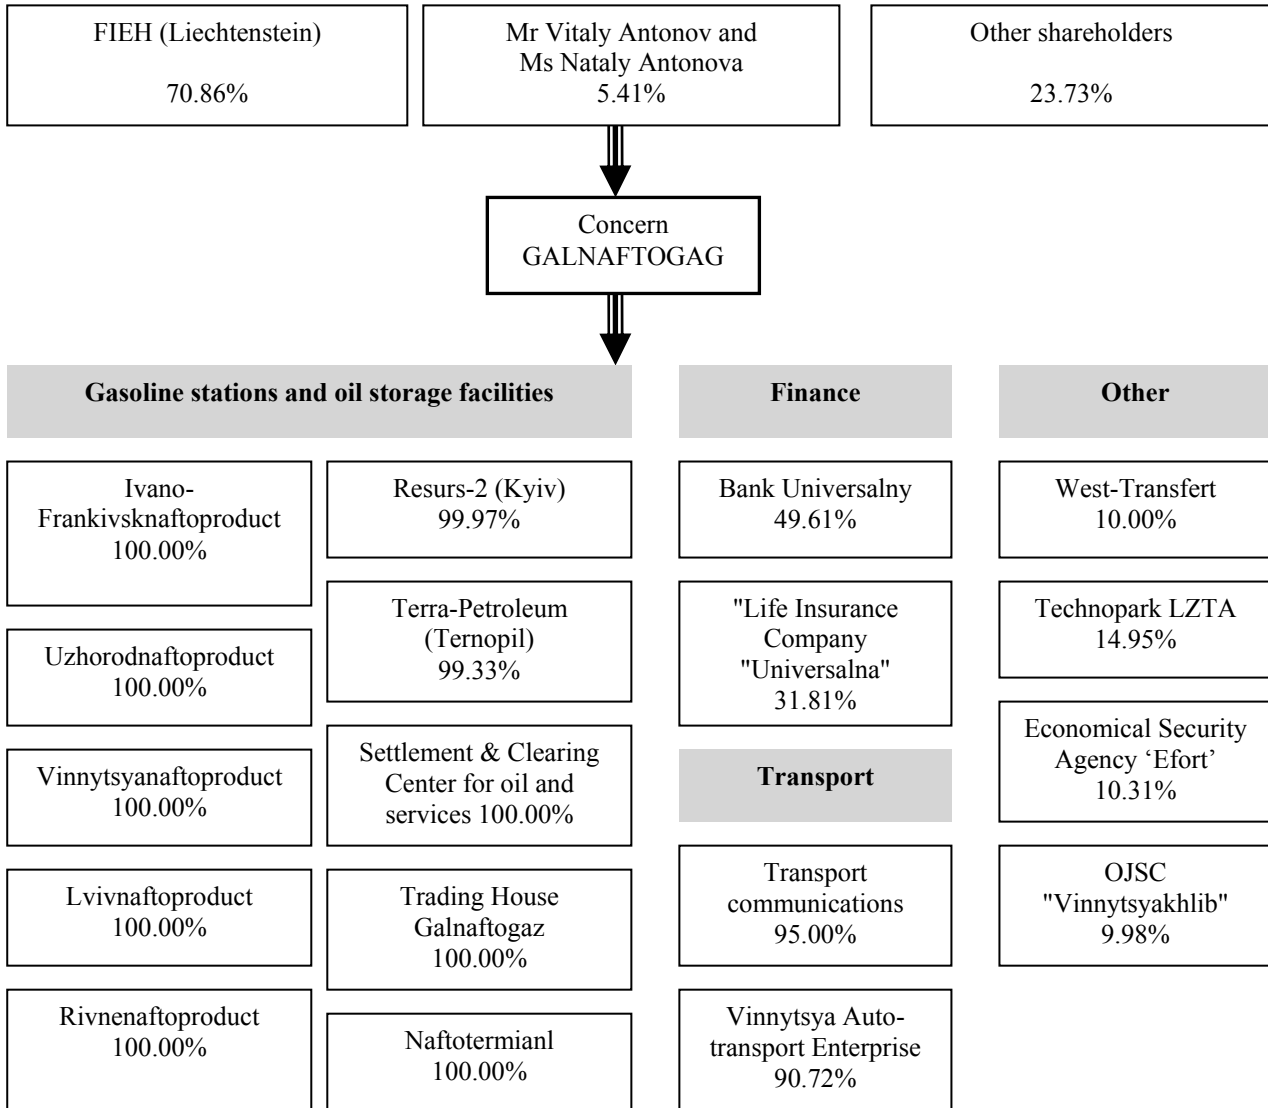 FIEH (Liechtenstein)
70.86%
Mr Vitaly Antonov and
Ms Nataly Antonova
5.41%
Other shareholders
23.73%
Concern
GALNAFTOGAG
Gasoline stations and oil storage facilities
Ivano-
Frankivsknaftoproduct
100.00%
Uzhorodnaftoproduct
100.00%
Vinnytsyanaftoproduct
100.00%
Lvivnaftoproduct
100.00%
Rivnenaftoproduct
100.00%
Resurs-2 (Kyiv)
99.97%
Terra-Petroleum
(Ternopil)
99.33%
Settlement & Clearing
Center for oil and
services 100.00%
Trading House
Galnaftogaz
100.00%
Naftotermianl
100.00%
Finance
Bank Universalny
49.61%
"Life Insurance
Company
"Universalna"
31.81%
Transport
Transport
communications
95.00%
Vinnytsya Auto-
transport Enterprise
90.72%
Other
West-Transfert
10.00%
Technopark LZTA
14.95%
Economical Security
Agency ‘Efort’
10.31%
OJSC
"Vinnytsyakhlib"
9.98%